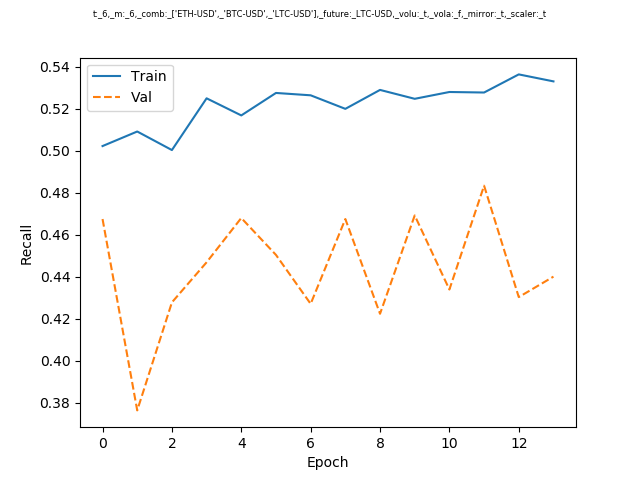 t:_6,_m:_6,_comb:_['ETH-USD',_'BTC-USD',_'LTC-USD'],_future:_LTC-USD,_volu:_t,_vola:_f,_mirror:_t,_scaler:_t
Train
Val
0.54
0.52
0.50
0.48
0.46
0.44
0.42
0.40
0.38
Recall
0 2 4 6 8 10 12
Epoch